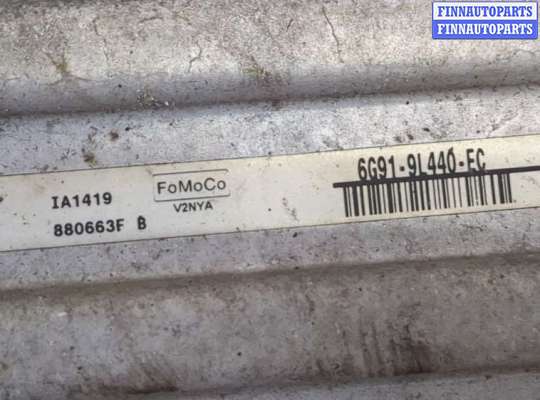 FINNAUTOPARTS
FINNAUTOPARTS
IA1419
880663F B
FoMoCo
V2NYA
6G91-9L440-FC